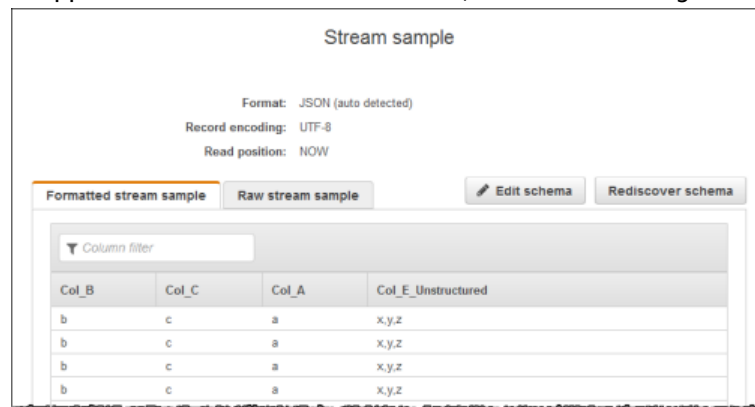 Stream sample
Format: JSON (auto detected)
Record encoding: UTF-8
Read position: NOW
Formatted stream sample Raw stream sample Edit schema Rediscover schema
Column filter
Col_B Col_C Col_A Col_E_Unstructured
b c a x,y,z
b c a x,y,z
b c a x,y,z
b c a x,y,z